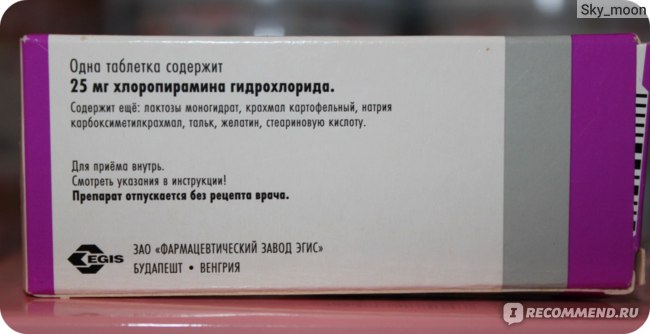 Sky_moon
Одна таблетка содержит
25 мг хлоропирамина гидрохлорида.
Содержит ещё: лактозы моногидрат, крахмал картофельный, натрия
карбоксиметилкрахмал, тальк, желатин, стеариновую кислоту.
Для приёма внутрь.
Смотреть указания в инструкции!
Препарат отпускается без рецепта врача.
EGIS
ЗАО «ФАРМАЦЕВТИЧЕСКИЙ ЗАВОД ЭГИС»
БУДАПЕШТ • ВЕНГРИЯ
I RECOMMEND.RU